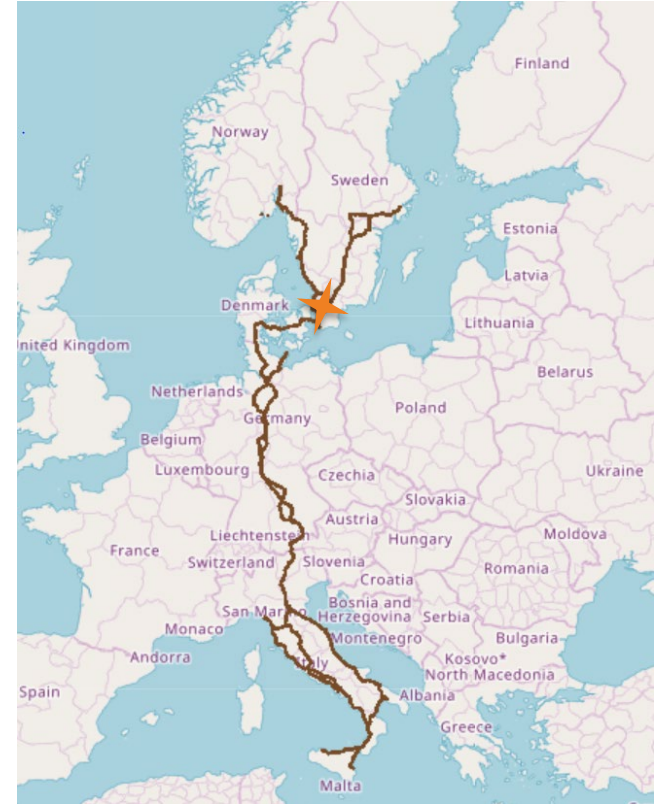 Finland
Norway
Sweden
Estonia
Latvia
Denmark
Lithuania
United Kingdom
Belarus
Netherlands
Poland
Germany
Belgium
Luxembourg
Czechia
Ukraine
Slovakia
Austria
Liechtenstein
Moldova
France
Hungary
Switzerland
Slovenia
Romania
Croatia
Bosnia and
Herzegovina
San Marino
Serbia
Monaco
Montenegro
Bulgaria
Andorra
Italy
Kosovo*
North Macedonia
Spain
Albania
Greece
Malta